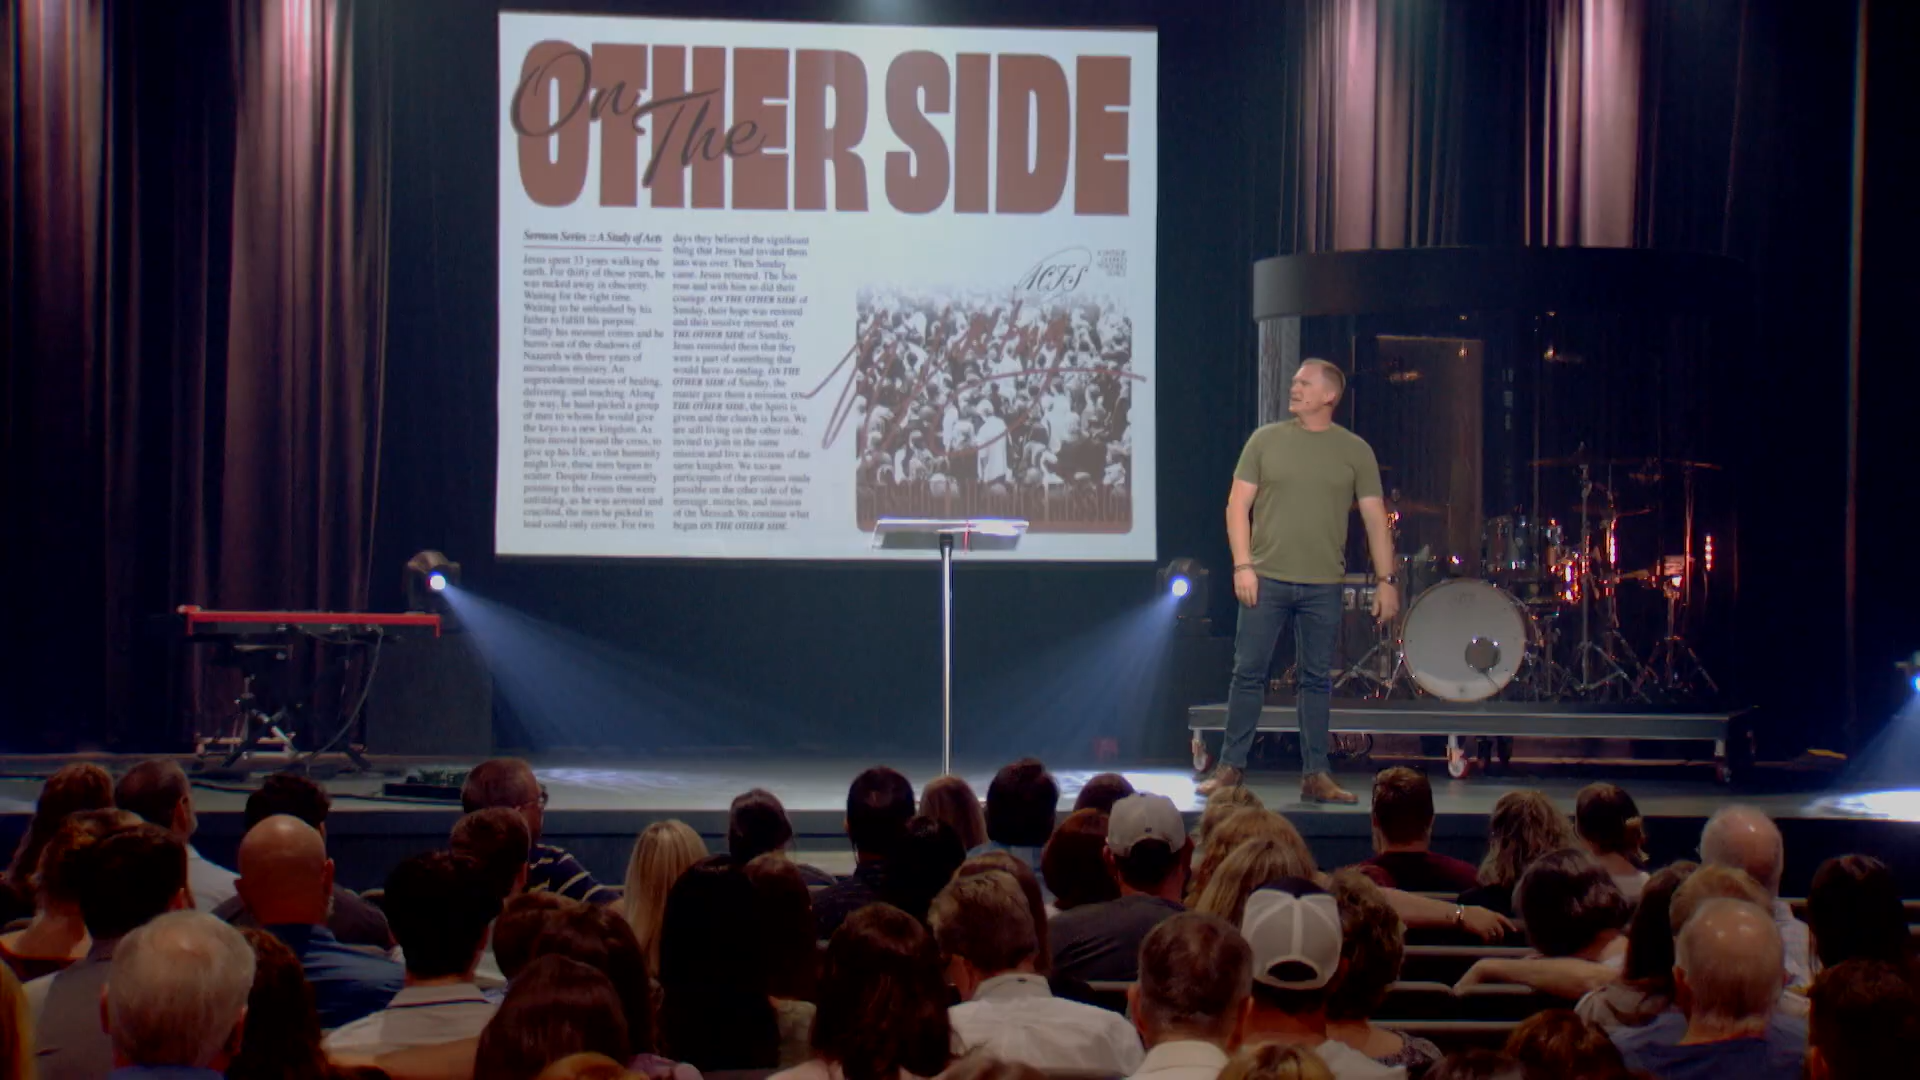 On The
OTHER SIDE
Sermon Series :: A Study of Acts
Jesus spent 33 years walking the
earth. For thirty of those years, he
was tucked away in obscurity.
Waiting for the right time.
Waiting to be unleashed by his
father to fulfill his purpose.
Finally his moment comes and he
bursts out of the shadows of
Nazareth with three years of
miraculous ministry. An
unprecedented season of healing,
delivering, and teaching. Along
the way, he hand-picked a group
of men to whom he would give
the keys to a new kingdom. As
Jesus moved toward the cross, to
give up his life, so that humanity
might live, these men began to
scatter. Despite Jesus constantly
pointing to the events that were
unfolding, as he was arrested and
crucified, the men he picked to
lead could only cower. For two
days they believed the significant
thing that Jesus had invited them
into was over. Then Sunday
came. Jesus returned. The Son
rose and with him so did their
courage. ON THE OTHER SIDE of
Sunday, their hope was restored
and their resolve returned. ON
THE OTHER SIDE of Sunday,
Jesus reminded them that they
were a part of something that
would have no ending. ON THE
OTHER SIDE of Sunday, the
master gave them a mission. ON
THE OTHER SIDE, the Spirit is
given and the church is born. We
are still living on the other side,
invited to join in the same
mission and live as citizens of the
same kingdom. We too are
participants of the promises made
possible on the other side of the
message, miracles, and mission
of the Messiah. We continue what
began ON THE OTHER SIDE.
ACTS
MISSION